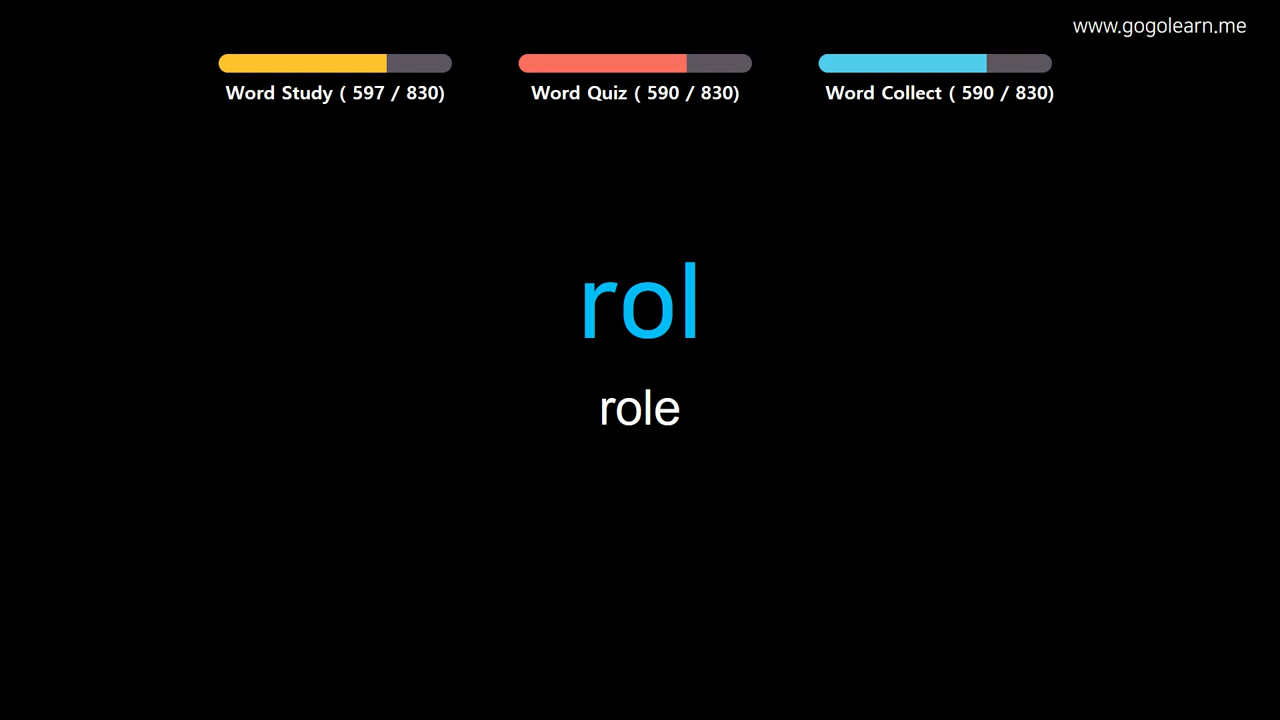 www.gogolearn.me
Word Study ( 597 / 830)
Word Quiz ( 590 / 830)
Word Collect ( 590 / 830)
rol
role